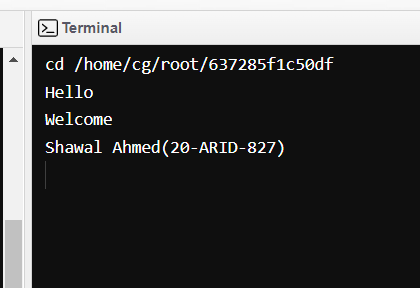 Terminal
cd /home/cg/root/637285f1c50df
Hello
Welcome
Shawal Ahmed(20-ARID-827)